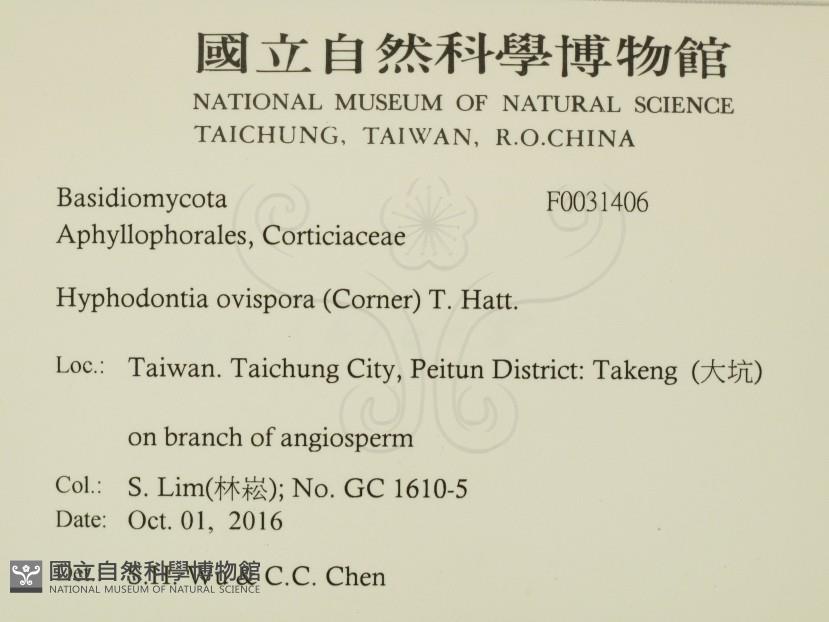 國立自然科學博物館
NATIONAL MUSEUM OF NATURAL SCIENCE
TAICHUNG, TAIWAN, R.O.CHINA
Basidiomycota F0031406
Aphyllophorales, Corticiaceae
Hyphodontia ovispora (Corner) T. Hatt.
Loc.: Taiwan. Taichung City, Peitun District: Takeng (大坑)
on branch of angiosperm
Col.: S. Lim(林崧); No. GC 1610-5
Date: Oct. 01, 2016
S.H. Wu & C.C. Chen
國立自然科學博物館
NATIONAL MUSEUM OF NATURAL SCIENCE